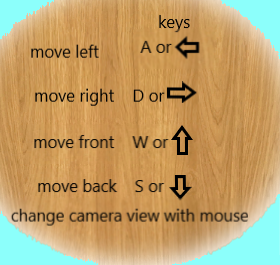 keys
move left A or ⇦
move right D or ⇨
move front W or ⇧
move back S or ⇩
change camera view with mouse